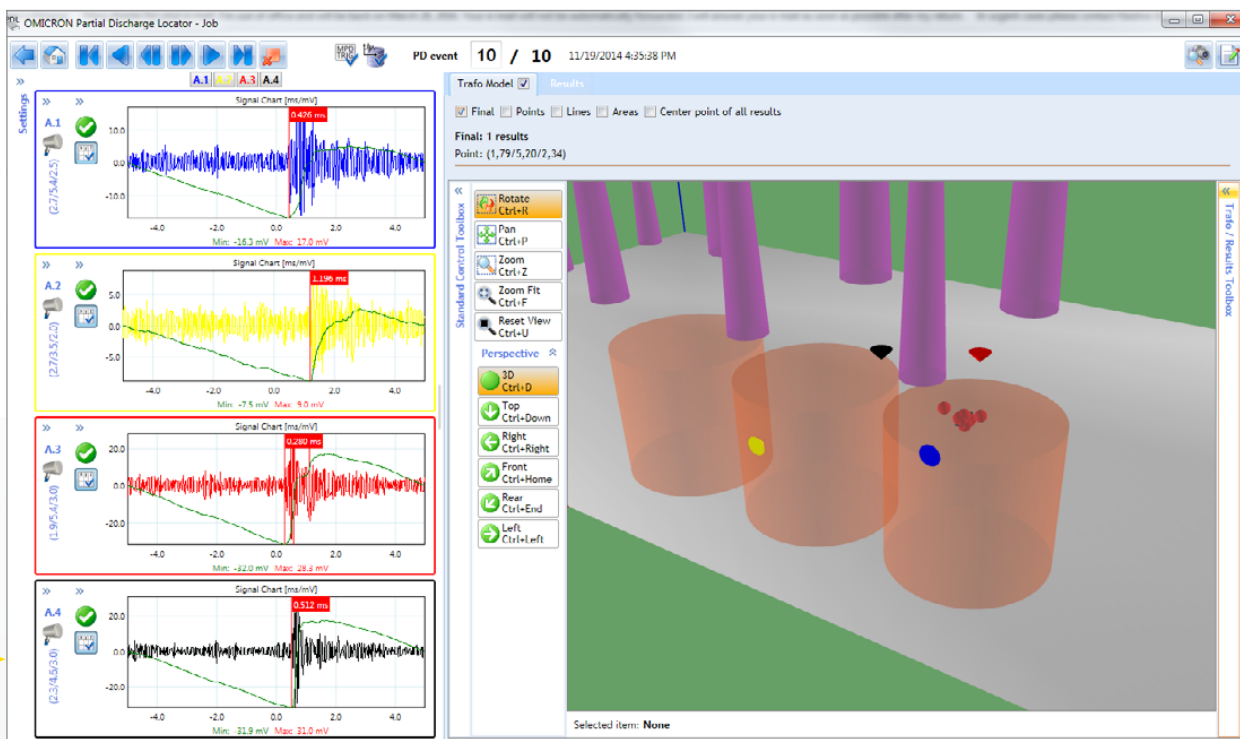 OMICRON Partial Discharge Locator - Job
PD event 10 / 10 11/19/2014 4:35:38 PM
A.1 A.3 A.4
Settings
Signal Chart [ms/mV]
A.1
(2.7/5.4/2.5)
0.426 ms
10.0
0.0
-10.0
-4.0 -2.0 0.0 2.0 4.0
Min: -16.3 mV Max: 17.0 mV
Signal Chart [ms/mV]
A.2
(2.7/3.5/2.0)
1.196 ms
5.0
0.0
-5.0
-4.0 -2.0 0.0 2.0 4.0
Min: -7.5 mV Max: 9.0 mV
Signal Chart [ms/mV]
A.3
(1.9/5.4/3.0)
0.280 ms
20.0
0.0
-20.0
-4.0 -2.0 0.0 2.0 4.0
Min: -32.0 mV Max: 28.3 mV
Signal Chart [ms/mV]
A.4
(2.3/4.6/3.0)
0.512 ms
20.0
0.0
-20.0
-4.0 -2.0 0.0 2.0 4.0
Min: -31.9 mV Max: 31.0 mV
Trafo Model Results
Final Points Lines Areas Center point of all results
Final: 1 results
Point: (1,79/5,20/2,34)
Standard Control Toolbox
Rotate
Ctrl+R
Pan
Ctrl+P
Zoom
Ctrl+Z
Zoom Fit
Ctrl+F
Reset View
Ctrl+U
Perspective
3D
Ctrl+D
Top
Ctrl+Down
Right
Ctrl+Right
Front
Ctrl+Home
Rear
Ctrl+End
Left
Ctrl+Left
Trafo / Results Toolbox
Selected item: None